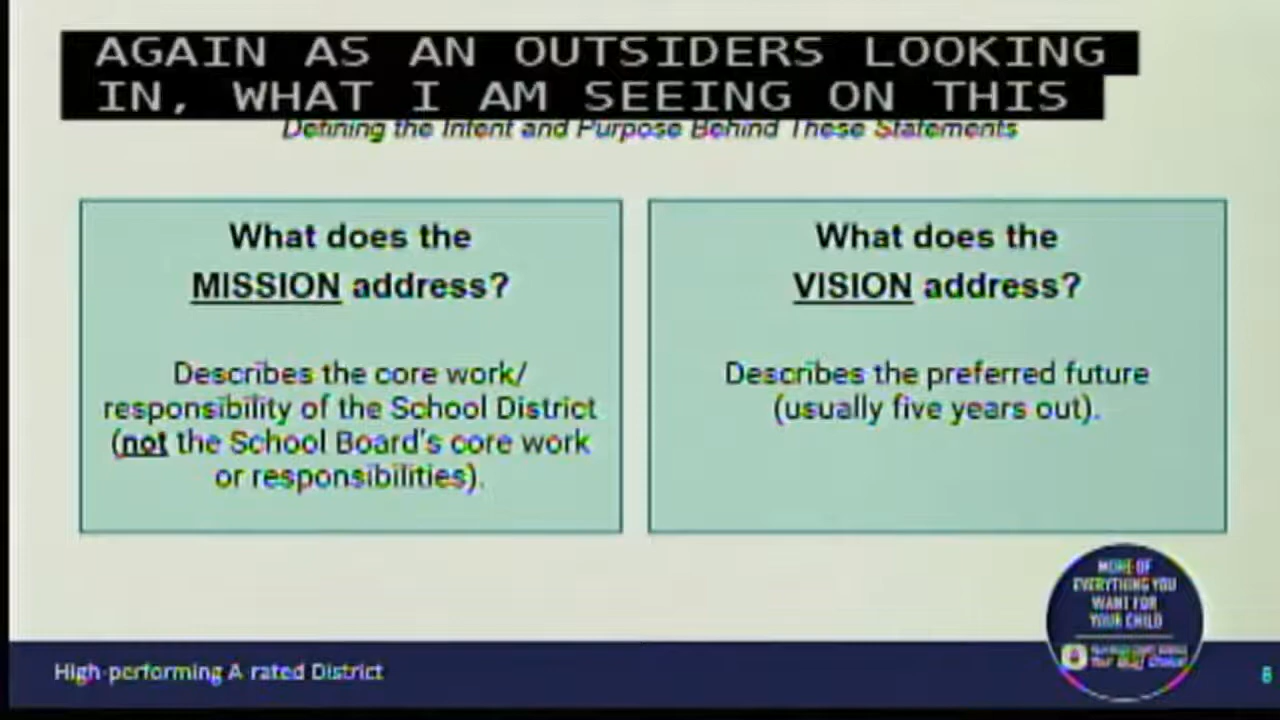 AGAIN AS AN OUTSIDERS LOOKING
IN, WHAT I AM SEEING ON THIS
Defining the Intent and Purpose Behind These Statements
What does the
MISSION address?
Describes the core work/
responsibility of the School District
(not the School Board's core work
or responsibilities).
What does the
VISION address?
Describes the preferred future
(usually five years out).
MORE OF
EVERYTHING YOU
WANT FOR
YOUR CHILD
Your Best Choice!
High-performing A-rated District
8